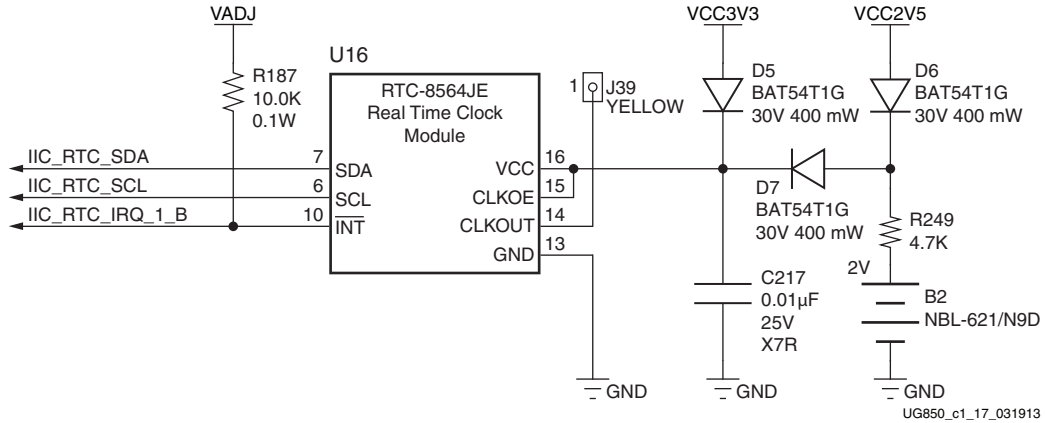 VADJ
VCC3V3
VCC2V5
U16
R187
10.0K
0.1W
RTC-8564JE
Real Time Clock
Module
1
J39
YELLOW
D5
BAT54T1G
30V 400 mW
D6
BAT54T1G
30V 400 mW
IIC_RTC_SDA
7
SDA
VCC
16
IIC_RTC_SCL
6
SCL
CLKOE
15
IIC_RTC_IRQ_1_B
10
INT
CLKOUT
14
GND
13
D7
BAT54T1G
30V 400 mW
R249
4.7K
C217
0.01µF
25V
X7R
2V
B2
NBL-621/N9D
GND
GND
GND
UG850_c1_17_031913